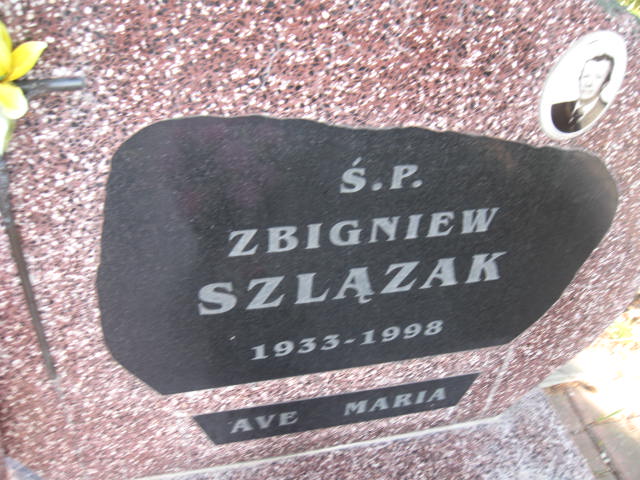 Ś.P.
ZBIGNIEW
SZLĄZAK
1933-1998
AVE MARIA